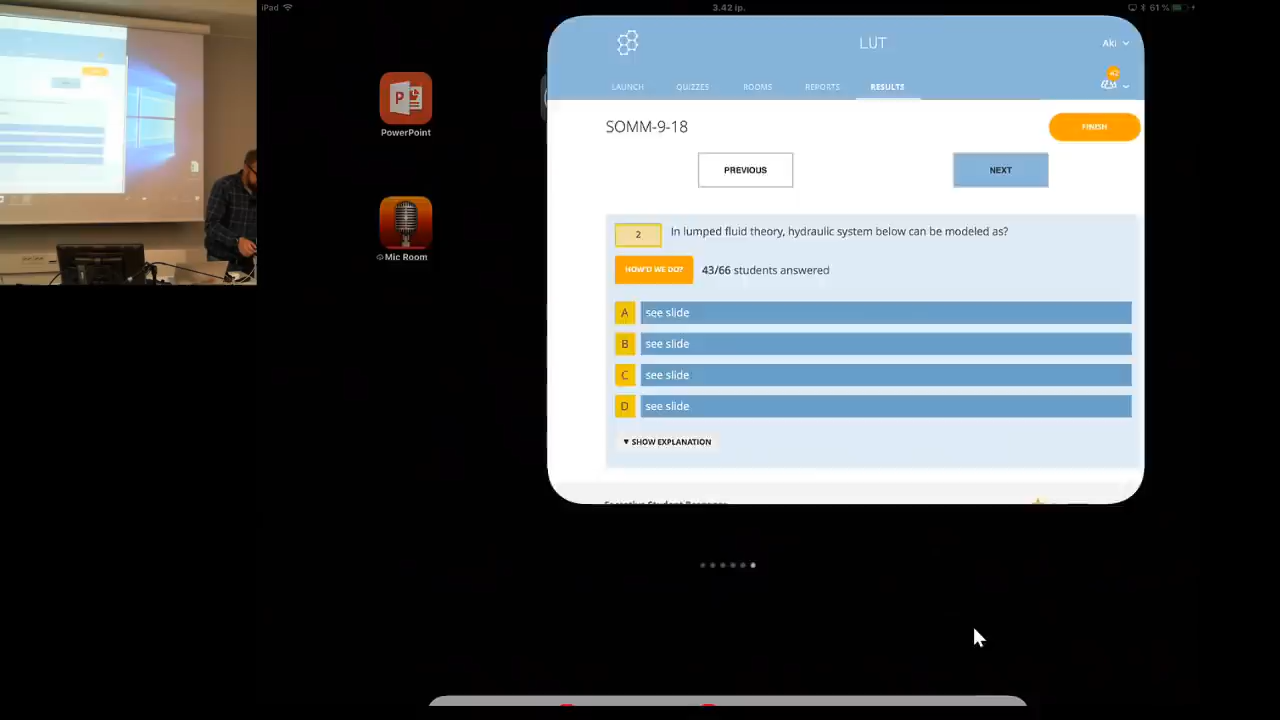 iPad
3.42 ip.
61 %
PowerPoint
Mic Room
LUT
Aki
LAUNCH
QUIZZES
ROOMS
REPORTS
RESULTS
SOMM-9-18
FINISH
PREVIOUS
NEXT
2
In lumped fluid theory, hydraulic system below can be modeled as?
HOW'D WE DO?
43/66 students answered
A see slide
B see slide
C see slide
D see slide
▼ SHOW EXPLANATION